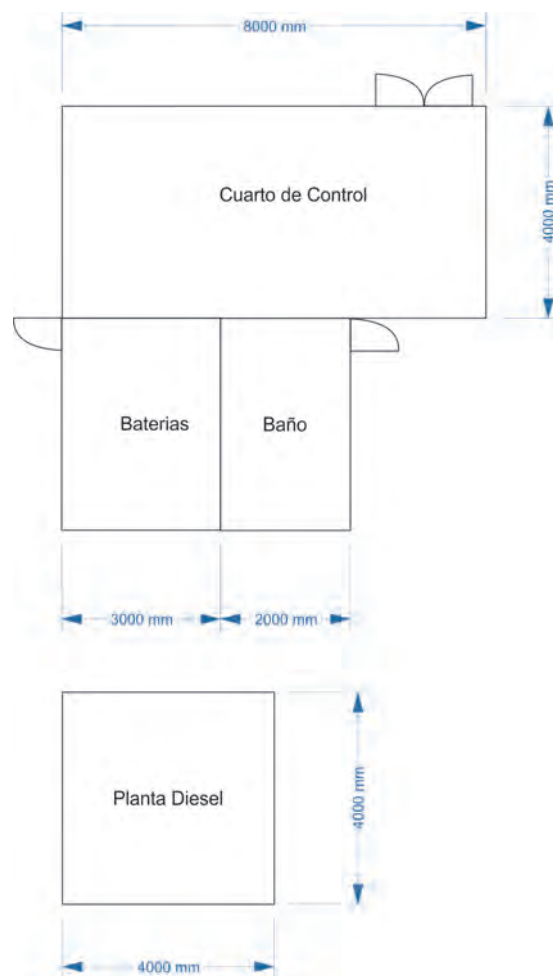 8000 mm
Cuarto de Control
4000 mm
Baterias
Baño
3000 mm
2000 mm
Planta Diesel
4000 mm
4000 mm